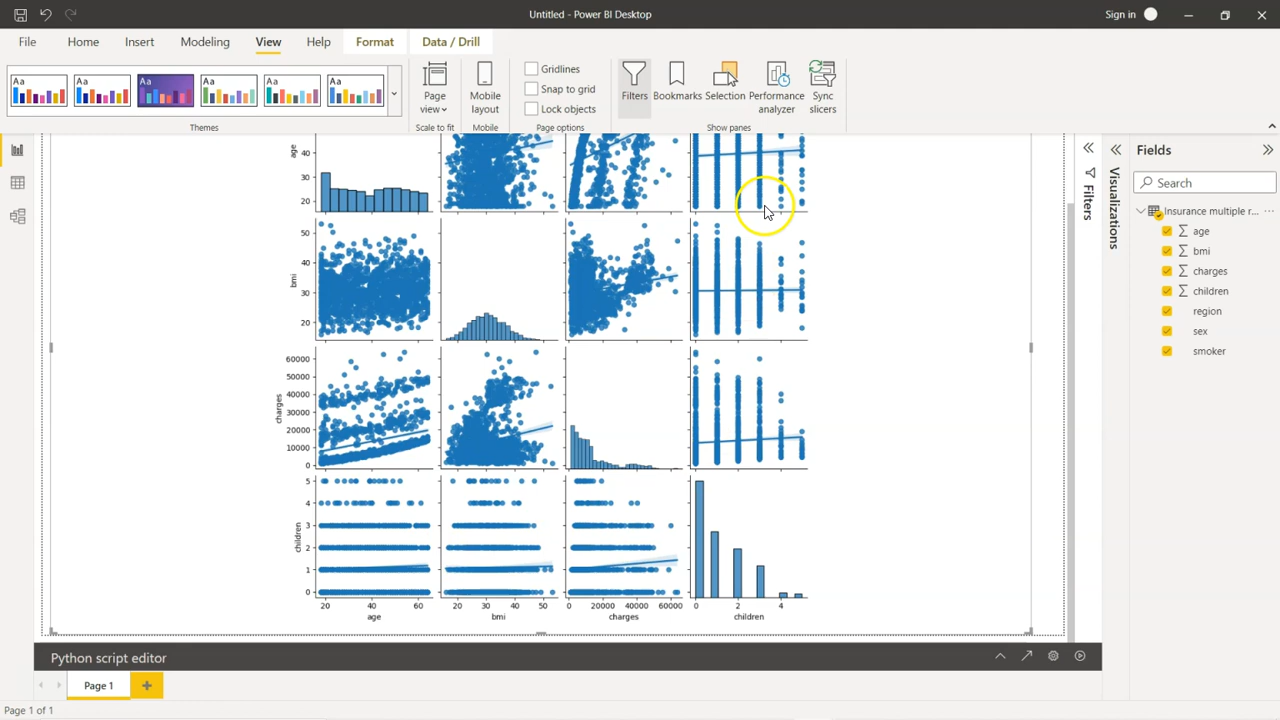 Untitled - Power BI Desktop
Sign in
File
Home
Insert
Modeling
View
Help
Format
Data / Drill
Aa
Aa
Aa
Aa
Aa
Aa
Page view
Mobile layout
Gridlines
Snap to grid
Lock objects
Filters
Bookmarks
Selection
Performance analyzer
Sync slicers
Themes
Scale to fit
Mobile
Page options
Show panes
age
40
30
20
bmi
50
40
30
20
charges
60000
50000
40000
30000
20000
10000
0
children
5
4
3
2
1
0
20 40 60
20 30 40 50
0 20000 40000 60000
0 2 4
age
bmi
charges
children
Filters
Visualizations
Fields
Search
Insurance multiple r...
age
bmi
charges
children
region
sex
smoker
Python script editor
Page 1
Page 1 of 1